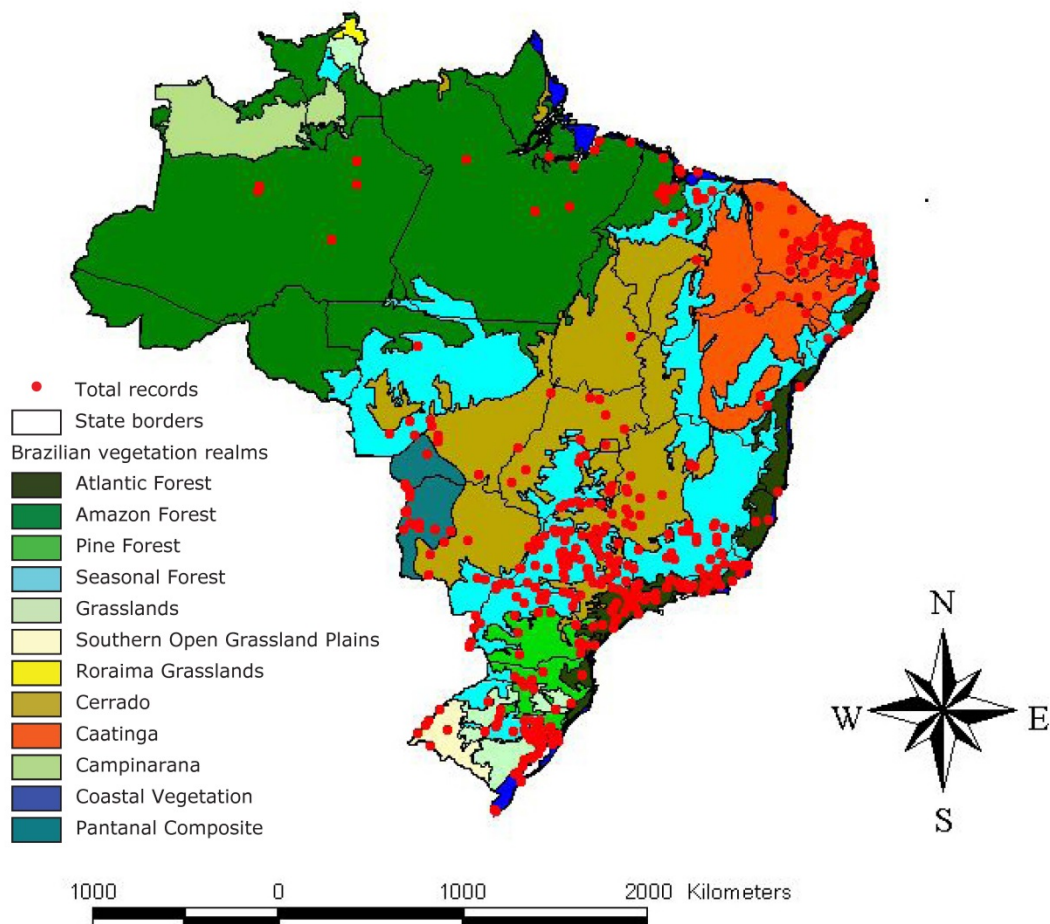 Total records
State borders
Brazilian vegetation realms
Atlantic Forest
Amazon Forest
Pine Forest
Seasonal Forest
Grasslands
Southern Open Grassland Plains
Roraima Grasslands
Cerrado
Caatinga
Campinarana
Coastal Vegetation
Pantanal Composite
N
W E
S
1000 0 1000 2000 Kilometers